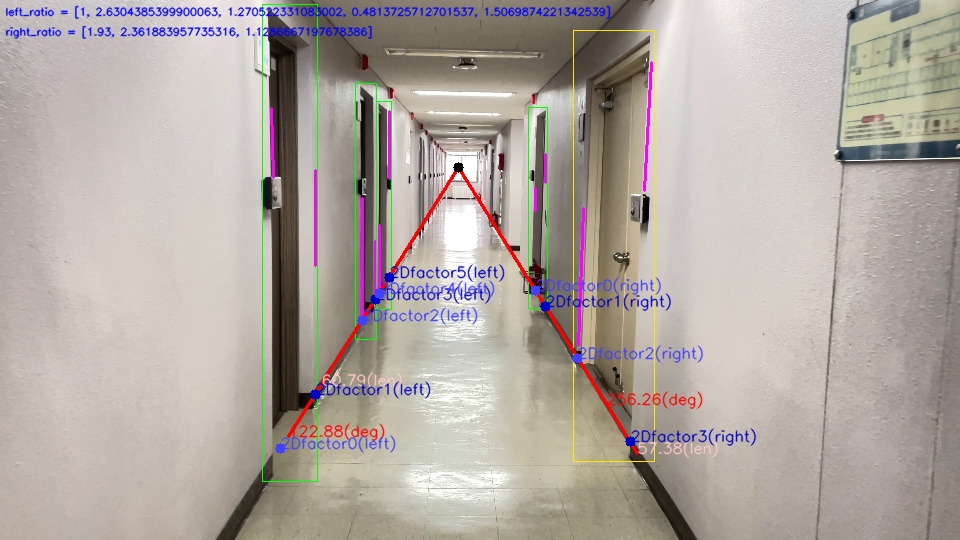 left_ratio = [1, 2.6304385399900063, 1.270522331083002, 0.4813725712701537, 1.5069874221342539]
right_ratio = [1.93, 2.361883957735316, 1.1286667197678386]
2Dfactor5(left)
2Dfactor4(left)
2Dfactor0(right)
2Dfactor3(left)
2Dfactor1(right)
2Dfactor2(left)
2Dfactor2(right)
60.79(len)
2Dfactor1(left)
256.26(deg)
122.88(deg)
2Dfactor0(left)
2Dfactor3(right)
57.38(len)